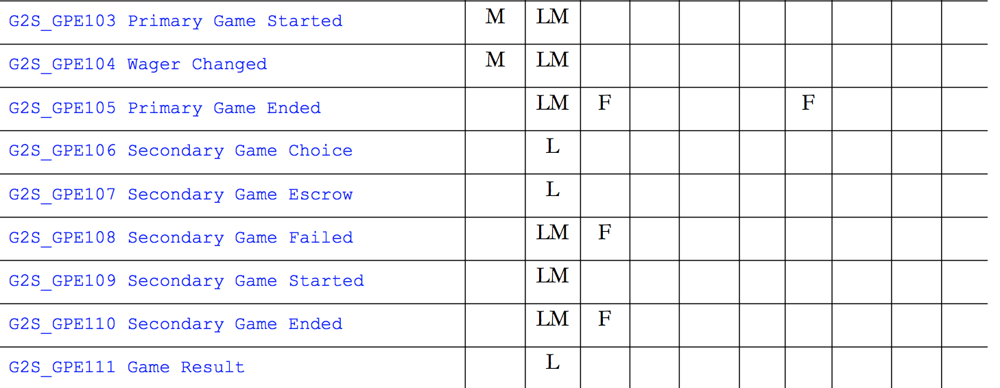 G2S_GPE103 Primary Game Started M LM
G2S_GPE104 Wager Changed M LM
G2S_GPE105 Primary Game Ended LM F F
G2S_GPE106 Secondary Game Choice L
G2S_GPE107 Secondary Game Escrow L
G2S_GPE108 Secondary Game Failed LM F
G2S_GPE109 Secondary Game Started LM
G2S_GPE110 Secondary Game Ended LM F
G2S_GPE111 Game Result L